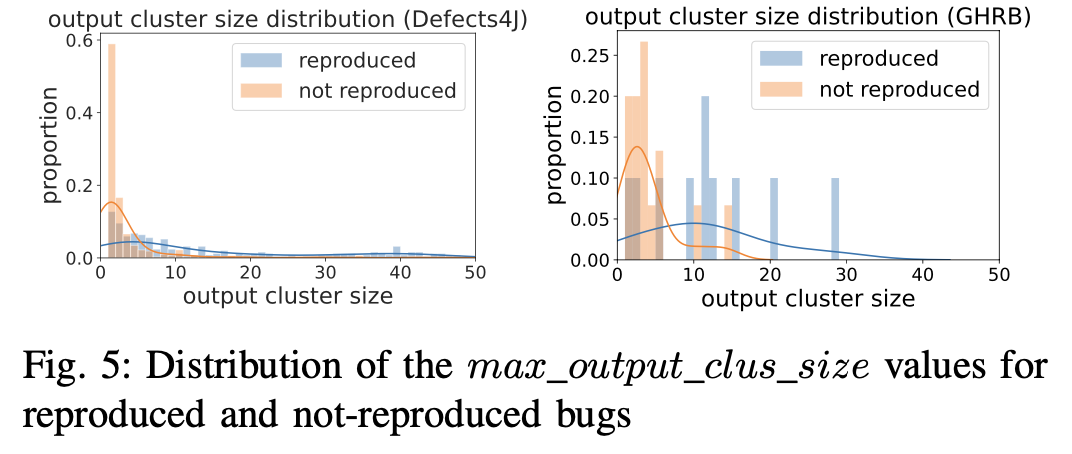 output cluster size distribution (Defects4J)
0.6
0.4
0.2
0.0
proportion
reproduced
not reproduced
0 10 20 30 40 50
output cluster size
output cluster size distribution (GHRB)
0.25
0.20
0.15
0.10
0.05
0.00
proportion
reproduced
not reproduced
0 10 20 30 40 50
output cluster size
Fig. 5: Distribution of the max_output_clus_size values for
reproduced and not-reproduced bugs